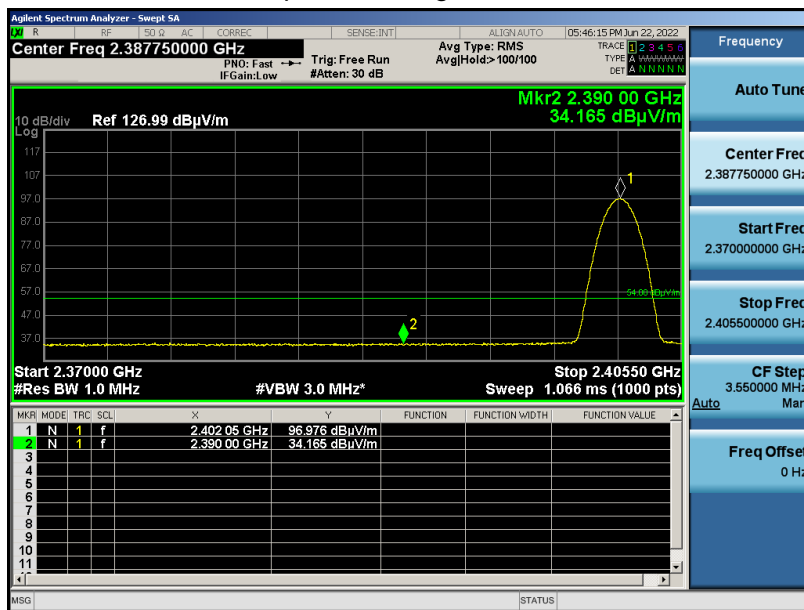 Agilent Spectrum Analyzer - Swept SA
LXI R RF 50 Ω AC CORREC SENSE:INT ALIGN AUTO 05:46:15 PM Jun 22, 2022
Center Freq 2.387750000 GHz
PNO: Fast
IFGain:Low
Trig: Free Run
#Atten: 30 dB
Avg Type: RMS
Avg|Hold:>100/100
TRACE 1 2 3 4 5 6
TYPE A
DET A N N N N N
Mkr2 2.390 00 GHz
34.165 dBµV/m
10 dB/div Ref 126.99 dBµV/m
Log
117
107
97.0
87.0
77.0
67.0
57.0
47.0
37.0
1
2
54.00 dBµV/m
Start 2.37000 GHz Stop 2.40550 GHz
#Res BW 1.0 MHz #VBW 3.0 MHz* Sweep 1.066 ms (1000 pts)
MKR MODE TRC SCL X Y FUNCTION FUNCTION WIDTH FUNCTION VALUE
1 N 1 f 2.402 05 GHz 96.976 dBµV/m
2 N 1 f 2.390 00 GHz 34.165 dBµV/m
3
4
5
6
7
8
9
10
11
MSG STATUS
Frequency
Auto Tune
Center Freq
2.387750000 GHz
Start Freq
2.370000000 GHz
Stop Freq
2.405500000 GHz
CF Step
3.550000 MHz
Auto Man
Freq Offset
0 Hz